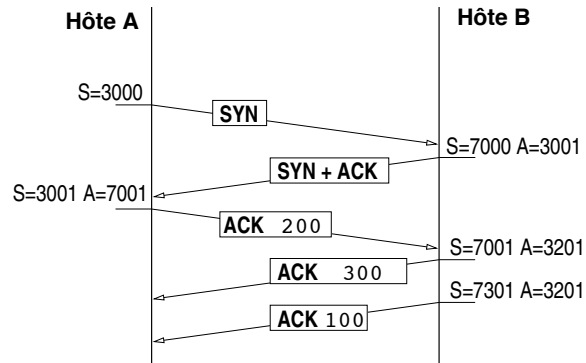 Hôte A
Hôte B
S=3000
SYN
S=7000 A=3001
SYN + ACK
S=3001 A=7001
ACK 200
S=7001 A=3201
ACK 300
S=7301 A=3201
ACK 100